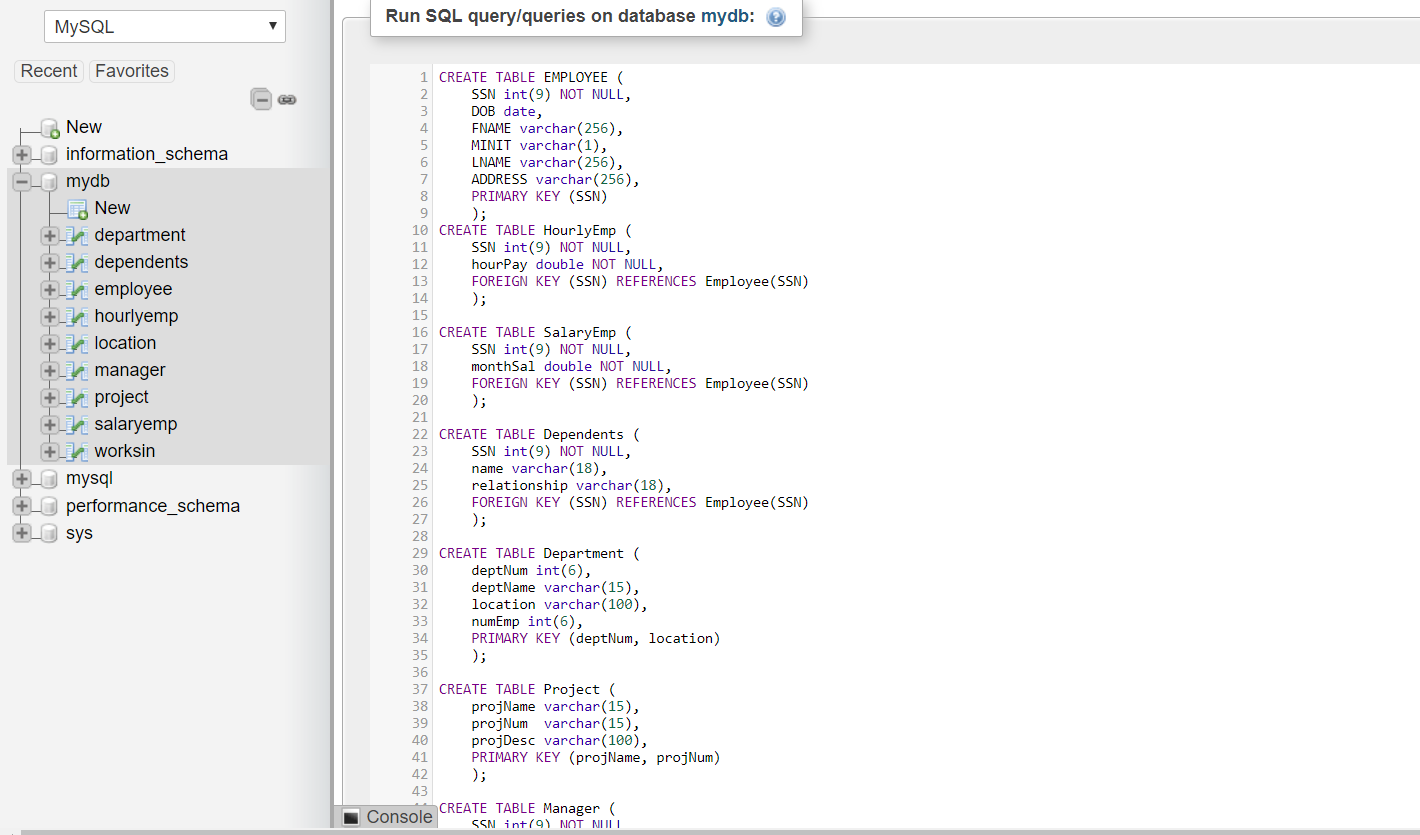 MySQL
Recent Favorites
New
information_schema
mydb
New
department
dependents
employee
hourlyemp
location
manager
project
salaryemp
worksin
mysql
performance_schema
sys
Run SQL query/queries on database mydb:
1 CREATE TABLE EMPLOYEE (
2 SSN int(9) NOT NULL,
3 DOB date,
4 FNAME varchar(256),
5 MINIT varchar(1),
6 LNAME varchar(256),
7 ADDRESS varchar(256),
8 PRIMARY KEY (SSN)
9 );
10 CREATE TABLE HourlyEmp (
11 SSN int(9) NOT NULL,
12 hourPay double NOT NULL,
13 FOREIGN KEY (SSN) REFERENCES Employee(SSN)
14 );
15
16 CREATE TABLE SalaryEmp (
17 SSN int(9) NOT NULL,
18 monthSal double NOT NULL,
19 FOREIGN KEY (SSN) REFERENCES Employee(SSN)
20 );
21
22 CREATE TABLE Dependents (
23 SSN int(9) NOT NULL,
24 name varchar(18),
25 relationship varchar(18),
26 FOREIGN KEY (SSN) REFERENCES Employee(SSN)
27 );
28
29 CREATE TABLE Department (
30 deptNum int(6),
31 deptName varchar(15),
32 location varchar(100),
33 numEmp int(6),
34 PRIMARY KEY (deptNum, location)
35 );
36
37 CREATE TABLE Project (
38 projName varchar(15),
39 projNum varchar(15),
40 projDesc varchar(100),
41 PRIMARY KEY (projName, projNum)
42 );
43
CREATE TABLE Manager (
SSN int(9) NOT NULL
Console